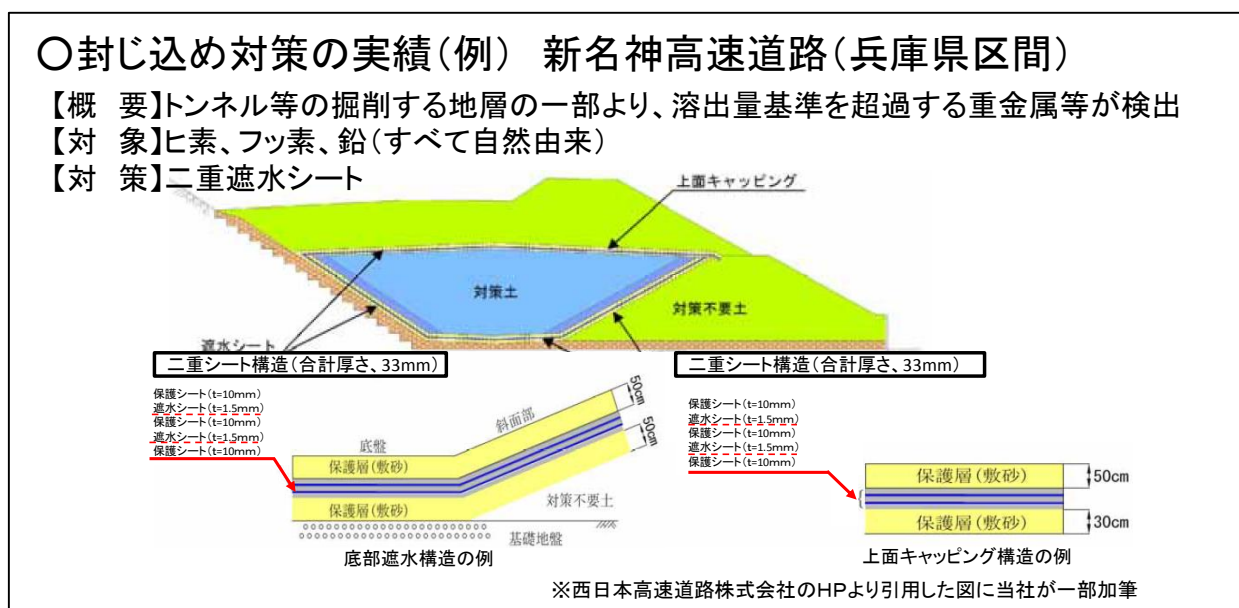 〇封じ込め対策の実績(例) 新名神高速道路(兵庫県区間)
【概 要】トンネル等の掘削する地層の一部より、溶出量基準を超過する重金属等が検出
【対 象】ヒ素、フッ素、鉛(すべて自然由来)
【対 策】二重遮水シート
上面キャッピング
対策土
対策不要土
遮水シート
二重シート構造(合計厚さ、33mm)
保護シート(t=10mm)
遮水シート(t=1.5mm)
保護シート(t=10mm)
遮水シート(t=1.5mm)
保護シート(t=10mm)
底盤
斜面部
50cm
50cm
保護層(敷砂)
保護層(敷砂)
対策不要土
基礎地盤
底部遮水構造の例
二重シート構造(合計厚さ、33mm)
保護シート(t=10mm)
遮水シート(t=1.5mm)
保護シート(t=10mm)
遮水シート(t=1.5mm)
保護シート(t=10mm)
保護層(敷砂)
50cm
保護層(敷砂)
30cm
上面キャッピング構造の例
※西日本高速道路株式会社のHPより引用した図に当社が一部加筆